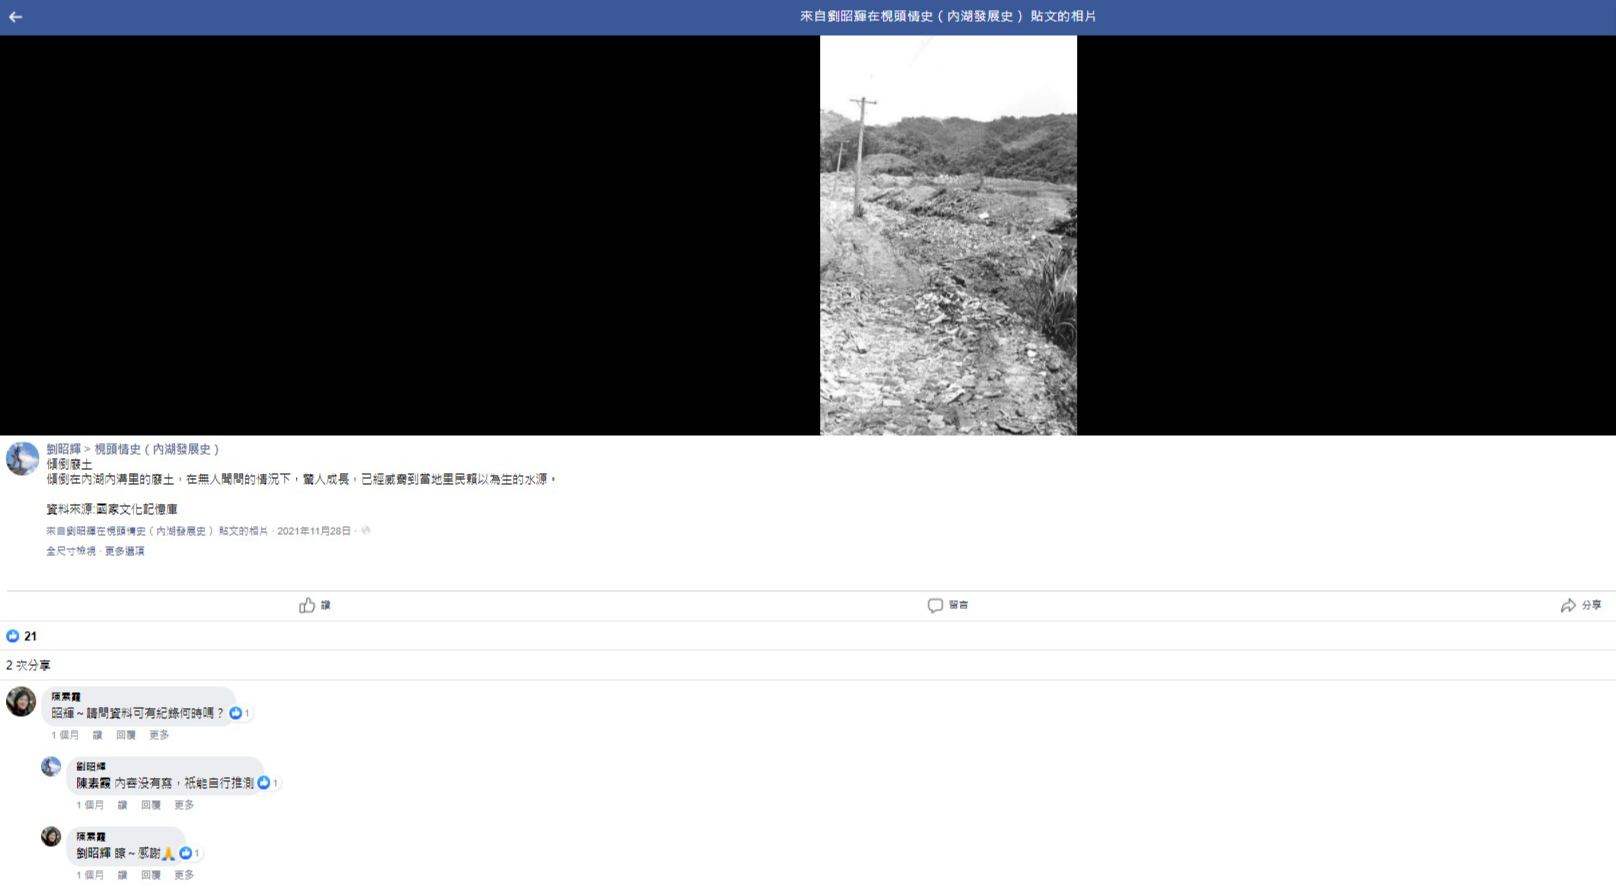 來自劉昭輝在梘頭情史（內湖發展史） 貼文的相片
劉昭輝 > 梘頭情史（內湖發展史）
傾倒廢土
傾倒在內湖內溝里的廢土，在無人聞問的情況下，驚人成長，已經威脅到當地里民賴以為生的水源。
資料來源:國家文化記憶庫
來自劉昭輝在梘頭情史（內湖發展史） 貼文的相片 · 2021年11月28日 ·
全尺寸檢視 · 更多選項
讚
留言
分享
21
2 次分享
陳素霞
昭輝～請問資料可有紀錄何時嗎？ 1
1 個月 讚 回覆 更多
劉昭輝
陳素霞 內容没有寫，祇能自行推測 1
1 個月 讚 回覆 更多
陳素霞
劉昭輝 瞭～感謝🙏 1
1 個月 讚 回覆 更多